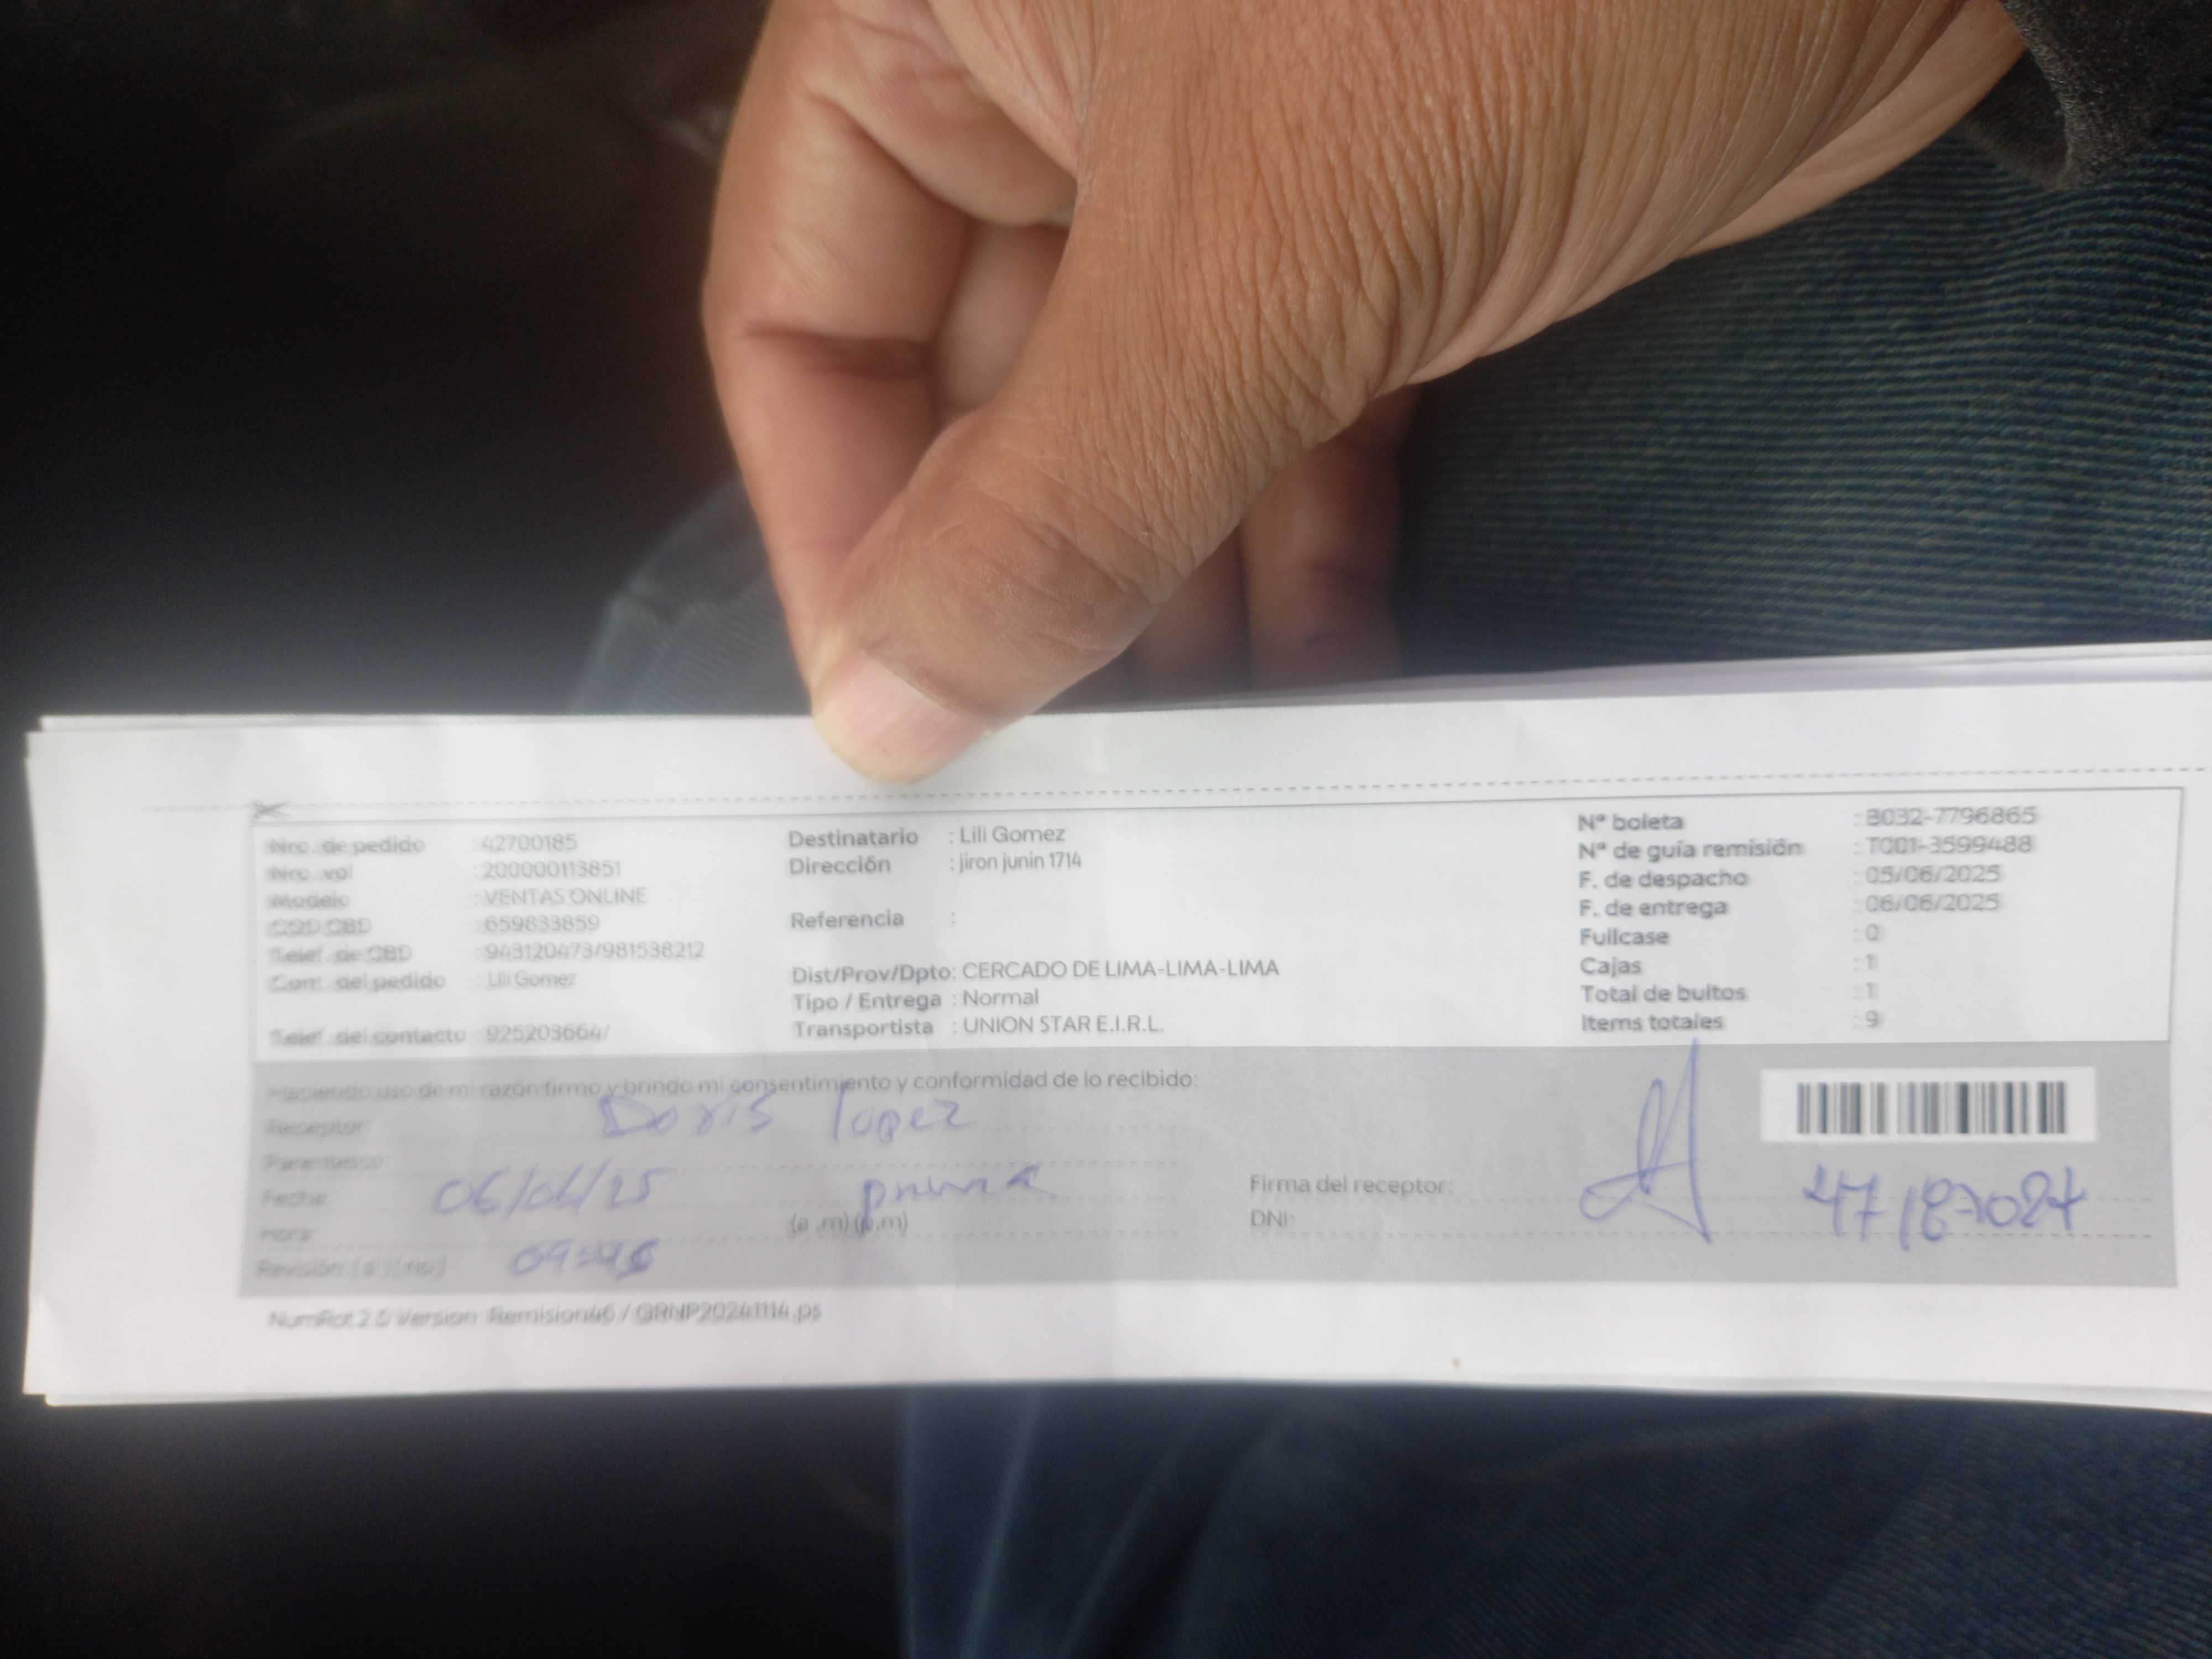 Nro. de pedido : 42700185
Nro. val : 200000113851
Modelo : VENTAS ONLINE
COD CBD : 659833859
Telef. de CBD : 943120473/981538212
Cont. del pedido : Lili Gomez
Telef. del contacto : 925203664/
Destinatario : Lili Gomez
Dirección : jiron junin 1714
Referencia :
Dist/Prov/Dpto: CERCADO DE LIMA-LIMA-LIMA
Tipo / Entrega : Normal
Transportista : UNION STAR E.I.R.L.
Nº boleta : B032-7796865
Nº de guía remisión : T001-3599488
F. de despacho : 05/06/2025
F. de entrega : 06/06/2025
Fullcase : 0
Cajas : 1
Total de bultos : 1
Items totales : 9
Haciendo uso de mi razón firmo y brindo mi consentimiento y conformidad de lo recibido:
Receptor: Doris lopez
Parentesco:
Fecha: 06/06/25 prima
Hora: (a .m) (p.m)
Revisión (si) (no)
Firma del receptor:
DNI:
NumRot 2.0 Version: Remision46 / GRNP20241114.ps